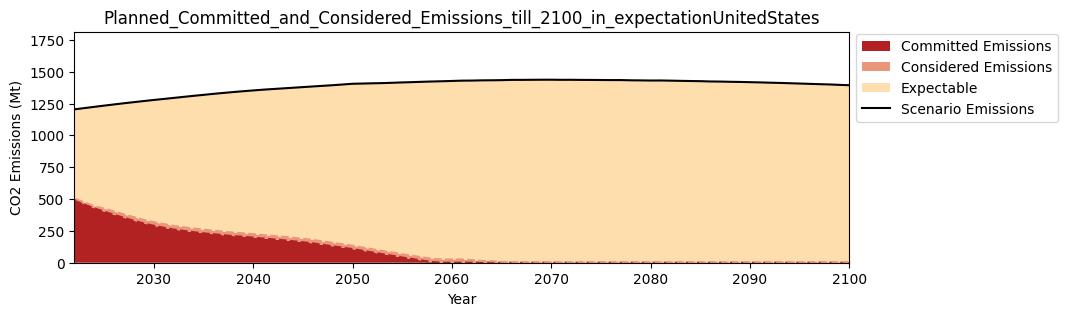 Planned_Committed_and_Considered_Emissions_till_2100_in_expectationUnitedStates
1750
1500
1250
1000
750
500
250
0
CO2 Emissions (Mt)
2030
2040
2050
2060
2070
2080
2090
2100
Year
Committed Emissions
Considered Emissions
Expectable
Scenario Emissions